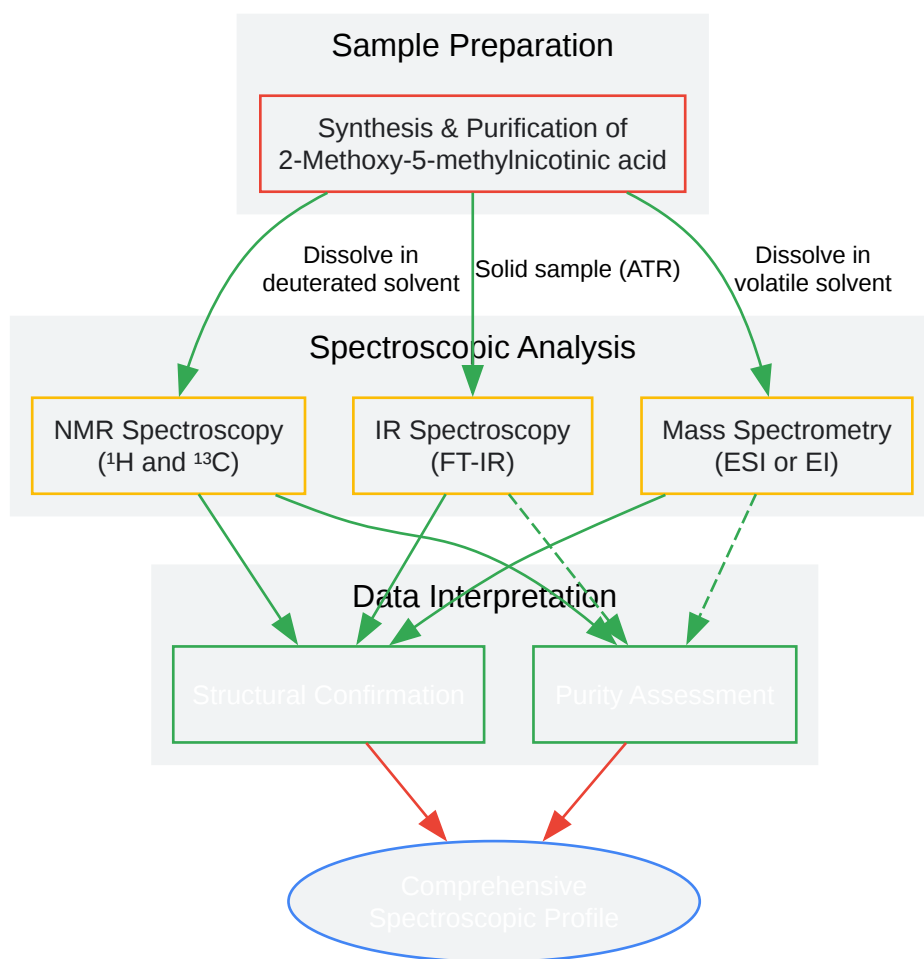 Sample Preparation
Synthesis & Purification of
2-Methoxy-5-methylnicotinic acid
Dissolve in
deuterated solvent
Solid sample (ATR)
Dissolve in
volatile solvent
Spectroscopic Analysis
NMR Spectroscopy
(¹H and ¹³C)
IR Spectroscopy
(FT-IR)
Mass Spectrometry
(ESI or EI)
Data Interpretation
Structural Confirmation
Purity Assessment
Comprehensive
Spectroscopic Profile